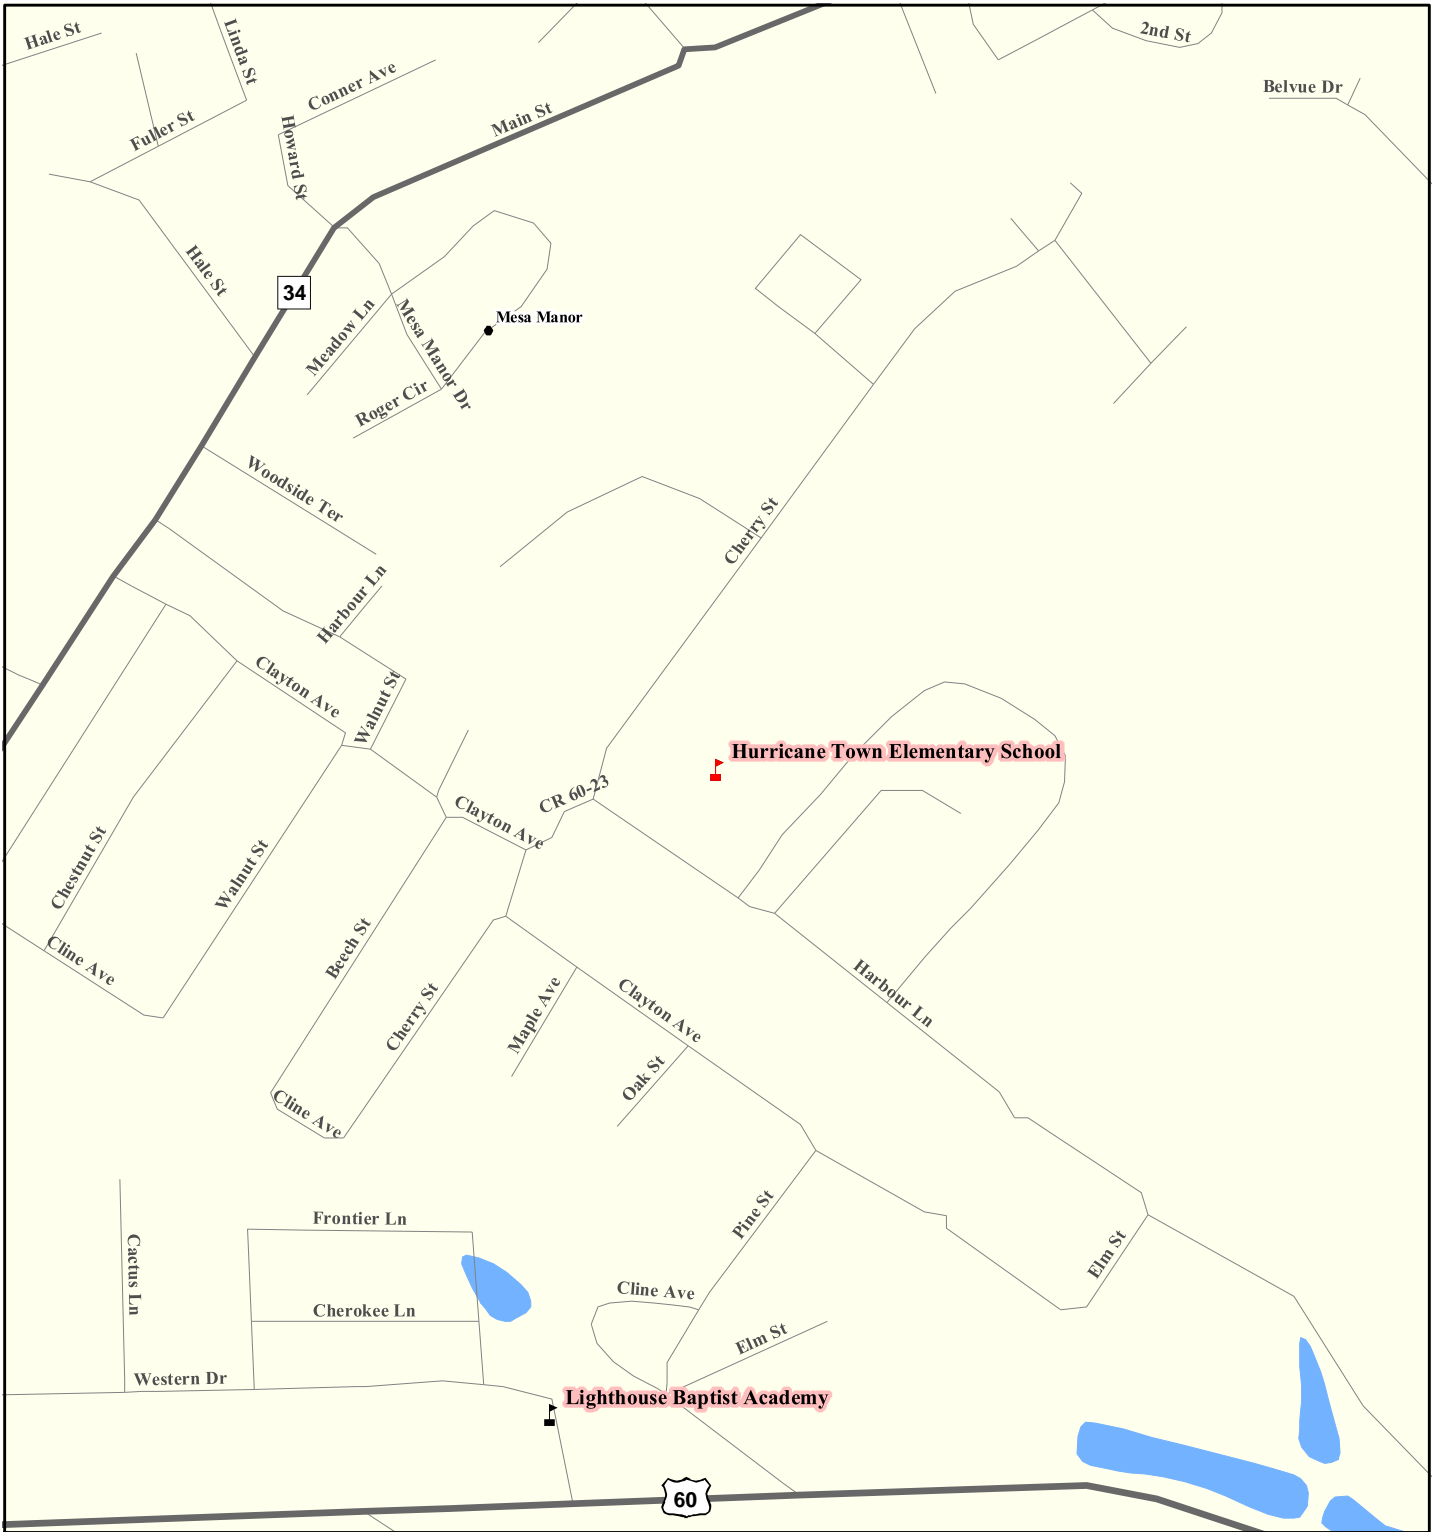 Hale St
Linda St
2nd St
Conner Ave
Belvue Dr
Main St
Fuller St
Howard St
Hale St
34
Mesa Manor
Meadow Ln
Mesa Manor Dr
Roger Cir
Woodside Ter
Cherry St
Harbour Ln
Clayton Ave
Walnut St
Hurricane Town Elementary School
CR 60-23
Clayton Ave
Chestnut St
Walnut St
Beech St
Cline Ave
Harbour Ln
Cherry St
Maple Ave
Clayton Ave
Oak St
Cline Ave
Pine St
Frontier Ln
Elm St
Cactus Ln
Cline Ave
Cherokee Ln
Elm St
Western Dr
Lighthouse Baptist Academy
60